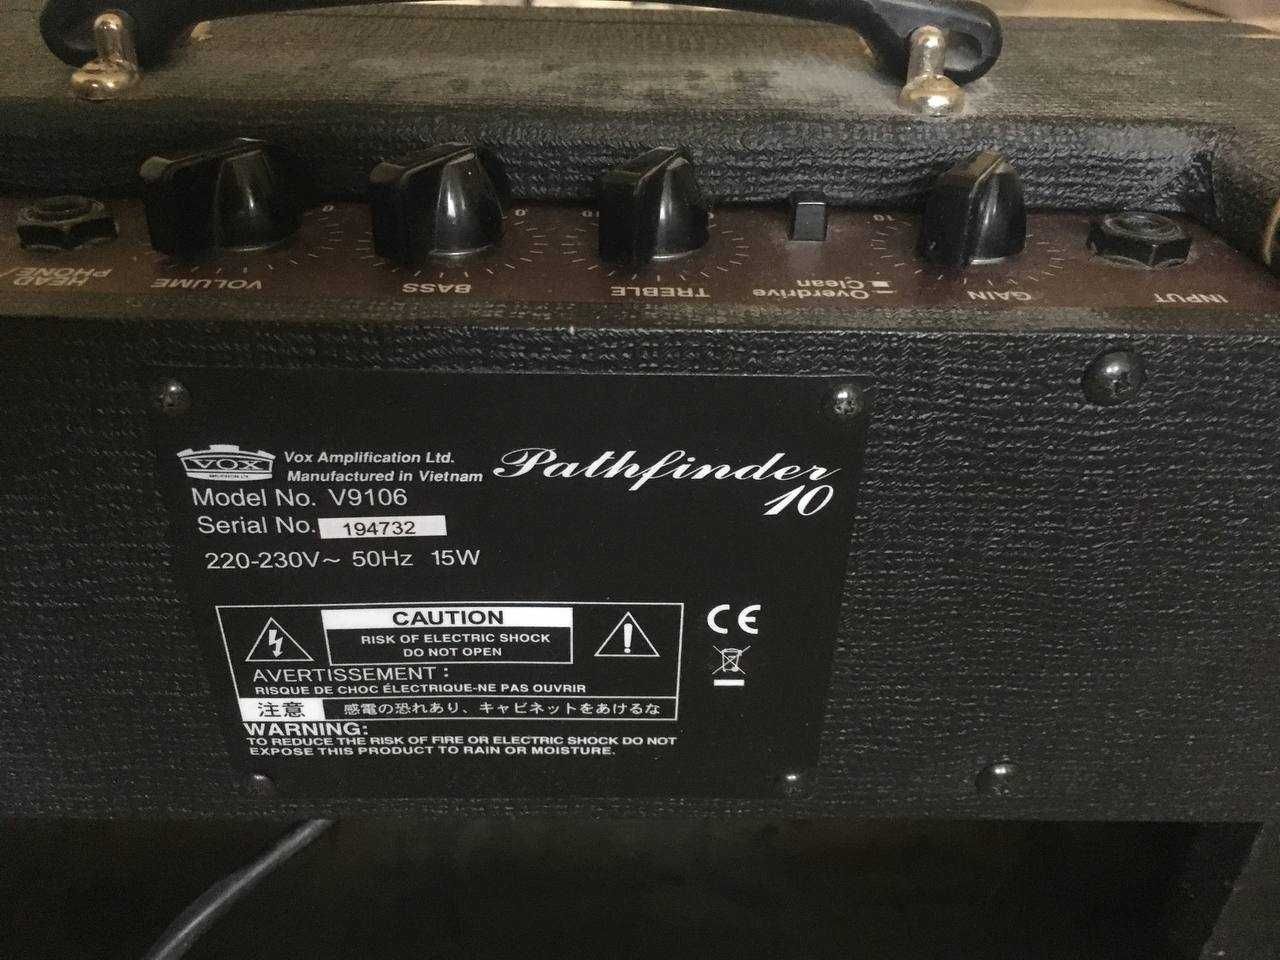 HEAD
PHONE/
VOLUME
0
BASS
0
10
TREBLE
Overdrive
Clean
10
GAIN
INPUT
VOX
Vox Amplification Ltd.
Manufactured in Vietnam
Pathfinder
10
Model No. V9106
Serial No. 194732
220-230V~ 50Hz 15W
CAUTION
RISK OF ELECTRIC SHOCK
DO NOT OPEN
AVERTISSEMENT :
RISQUE DE CHOC ÉLECTRIQUE-NE PAS OUVRIR
注意 感電の恐れあり、キャビネットをあけるな
WARNING:
TO REDUCE THE RISK OF FIRE OR ELECTRIC SHOCK DO NOT
EXPOSE THIS PRODUCT TO RAIN OR MOISTURE.
CE